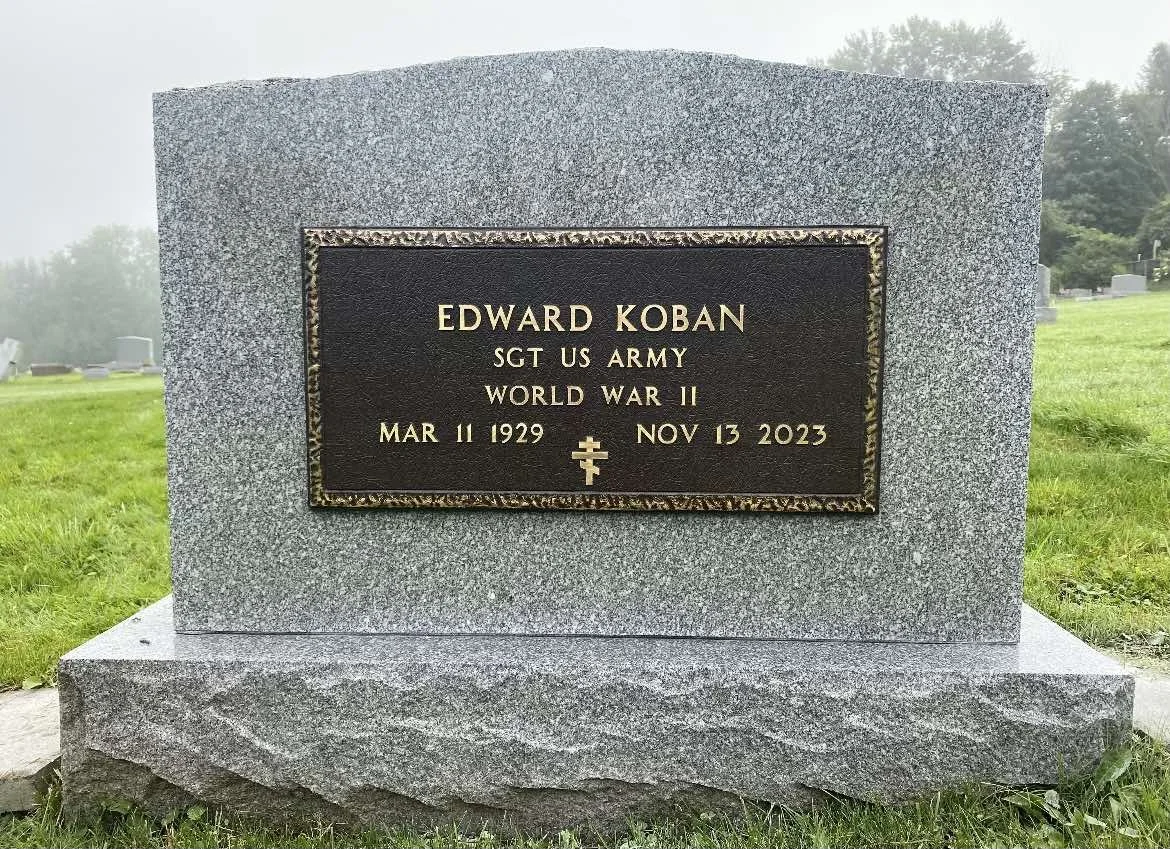 EDWARD KOBAN
SGT US ARMY
WORLD WAR II
MAR 11 1929 NOV 13 2023